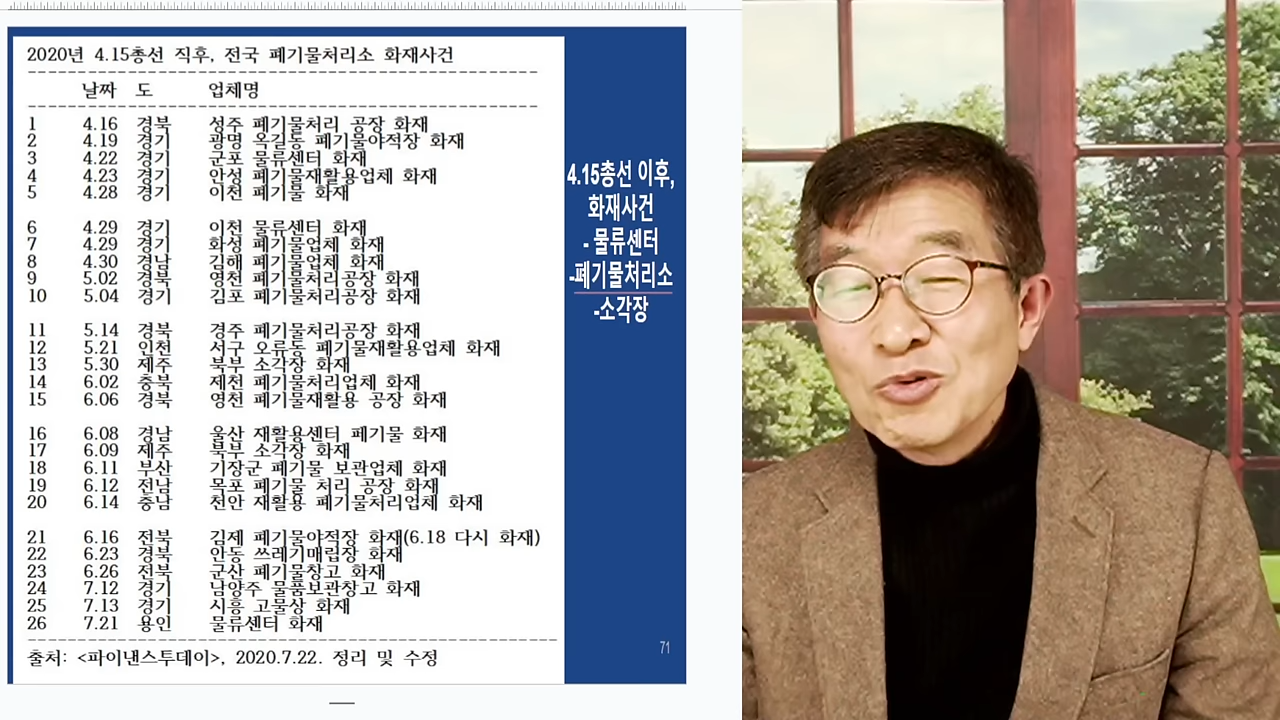 2020년 4.15총선 직후, 전국 폐기물처리소 화재사건
날짜 도 업체명
1 4.16 경북 성주 폐기물처리 공장 화재
2 4.19 경기 광명 옥길동 폐기물야적장 화재
3 4.22 경기 군포 물류센터 화재
4 4.23 경기 안성 폐기물재활용업체 화재
5 4.28 경기 이천 폐기물 화재
6 4.29 경기 이천 물류센터 화재
7 4.29 경기 화성 폐기물업체 화재
8 4.30 경남 김해 폐기물업체 화재
9 5.02 경북 영천 폐기물처리공장 화재
10 5.04 경기 김포 폐기물처리공장 화재
11 5.14 경북 경주 폐기물처리공장 화재
12 5.21 인천 서구 오류동 폐기물재활용업체 화재
13 5.30 제주 북부 소각장 화재
14 6.02 충북 제천 폐기물처리업체 화재
15 6.06 경북 영천 폐기물재활용 공장 화재
16 6.08 경남 울산 재활용센터 폐기물 화재
17 6.09 제주 북부 소각장 화재
18 6.11 부산 기장군 폐기물 보관업체 화재
19 6.12 전남 목포 폐기물 처리 공장 화재
20 6.14 충남 천안 재활용 폐기물처리업체 화재
21 6.16 전북 김제 폐기물야적장 화재(6.18 다시 화재)
22 6.23 경북 안동 쓰레기매립장 화재
23 6.26 전북 군산 폐기물창고 화재
24 7.12 경기 남양주 물품보관창고 화재
25 7.13 경기 시흥 고물상 화재
26 7.21 용인 물류센터 화재
출처: <파이낸스투데이>, 2020.7.22. 정리 및 수정
4.15총선 이후,
화재사건
- 물류센터
-폐기물처리소
-소각장
71